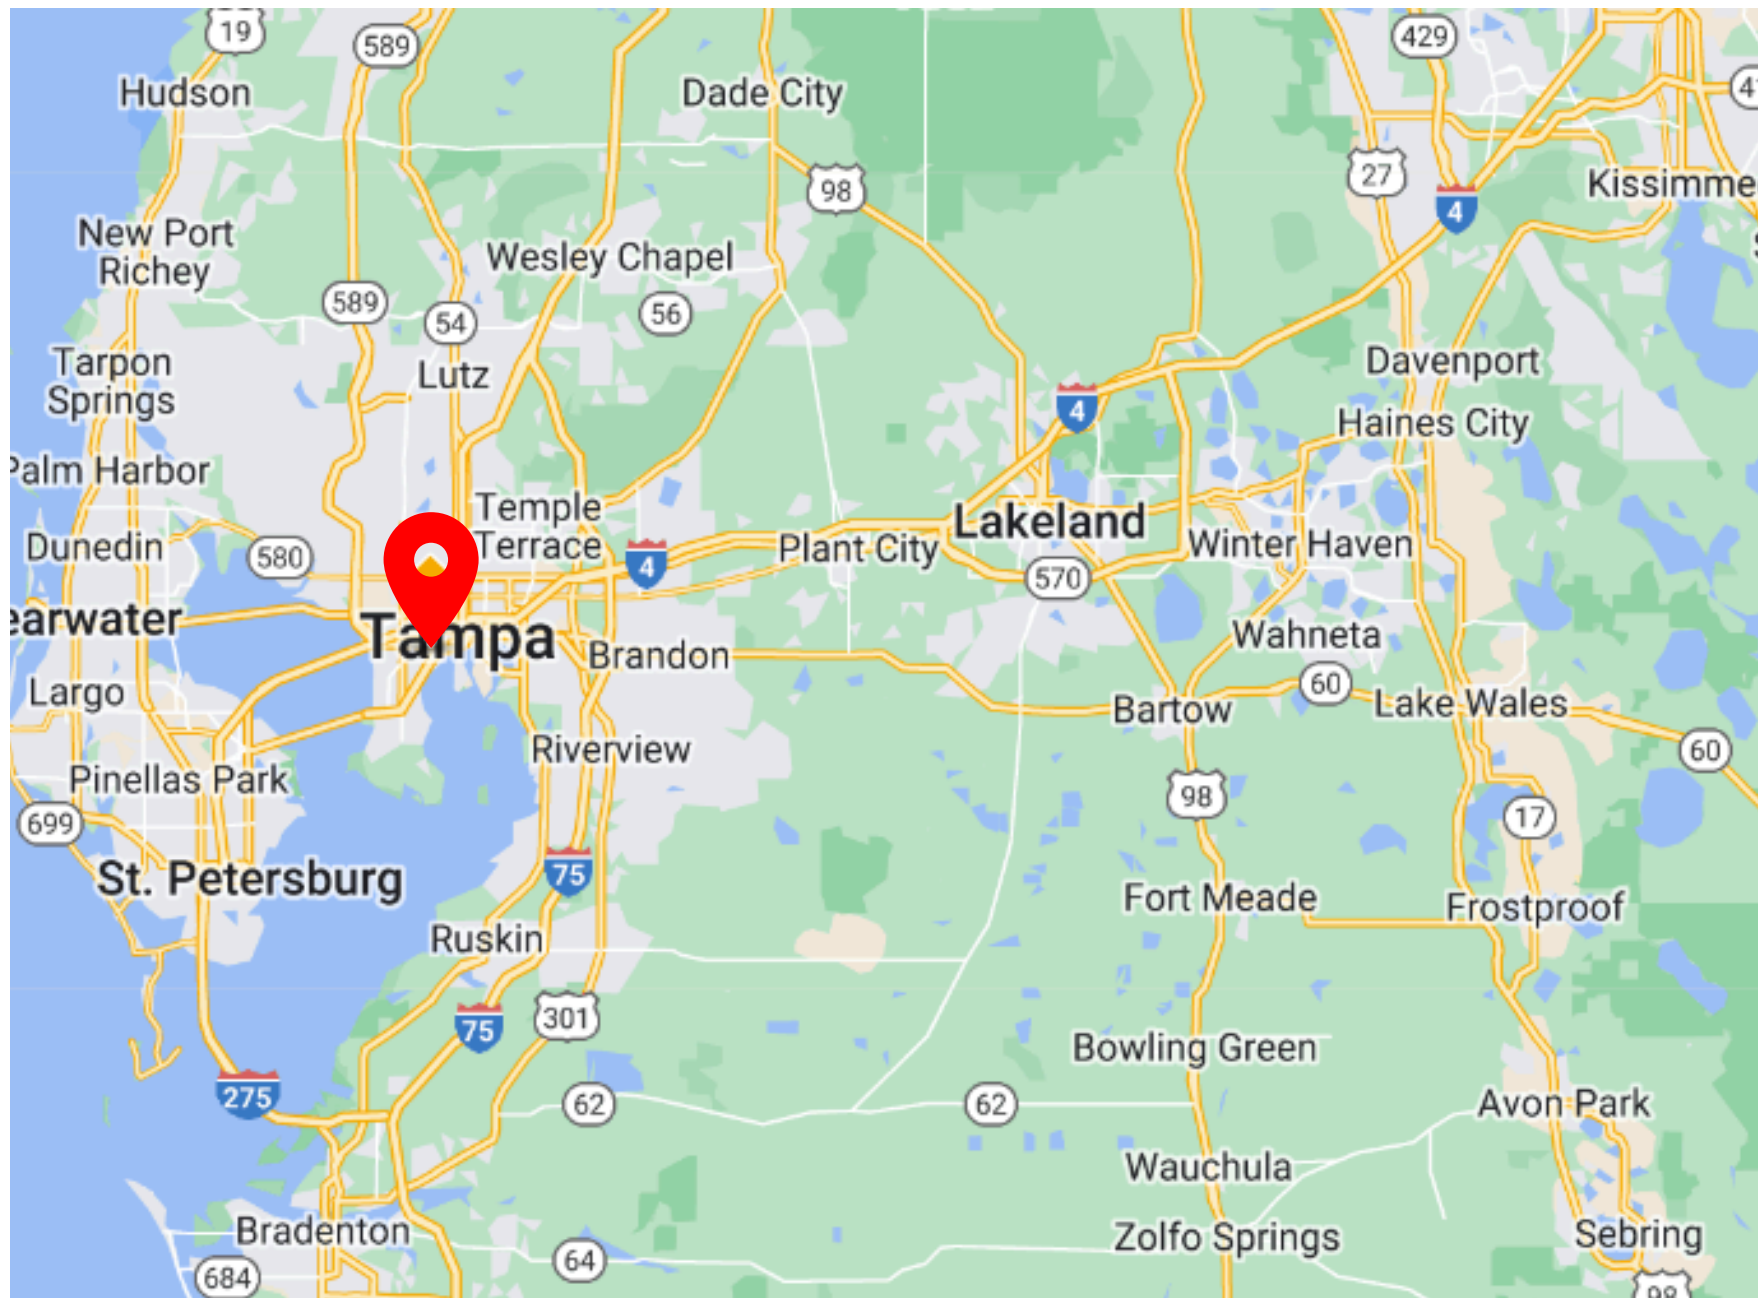 19
589
429
Hudson
Dade City
98
27
Kissimme
4
New Port
Richey
Wesley Chapel
589
54
56
Tarpon
Springs
Lutz
Davenport
4
Haines City
Palm Harbor
Temple
Terrace
Lakeland
Dunedin
580
4
Plant City
570
Winter Haven
earwater
Tampa
Brandon
Wahneta
Largo
60
Bartow
Lake Wales
Riverview
60
Pinellas Park
98
699
17
St. Petersburg
75
Fort Meade
Frostproof
Ruskin
75
301
Bowling Green
275
62
62
Avon Park
Wauchula
Bradenton
Zolfo Springs
Sebring
684
64
98